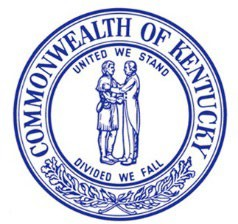 COMMONWEALTH OF KENTUCKY
UNITED WE STAND
DIVIDED WE FALL